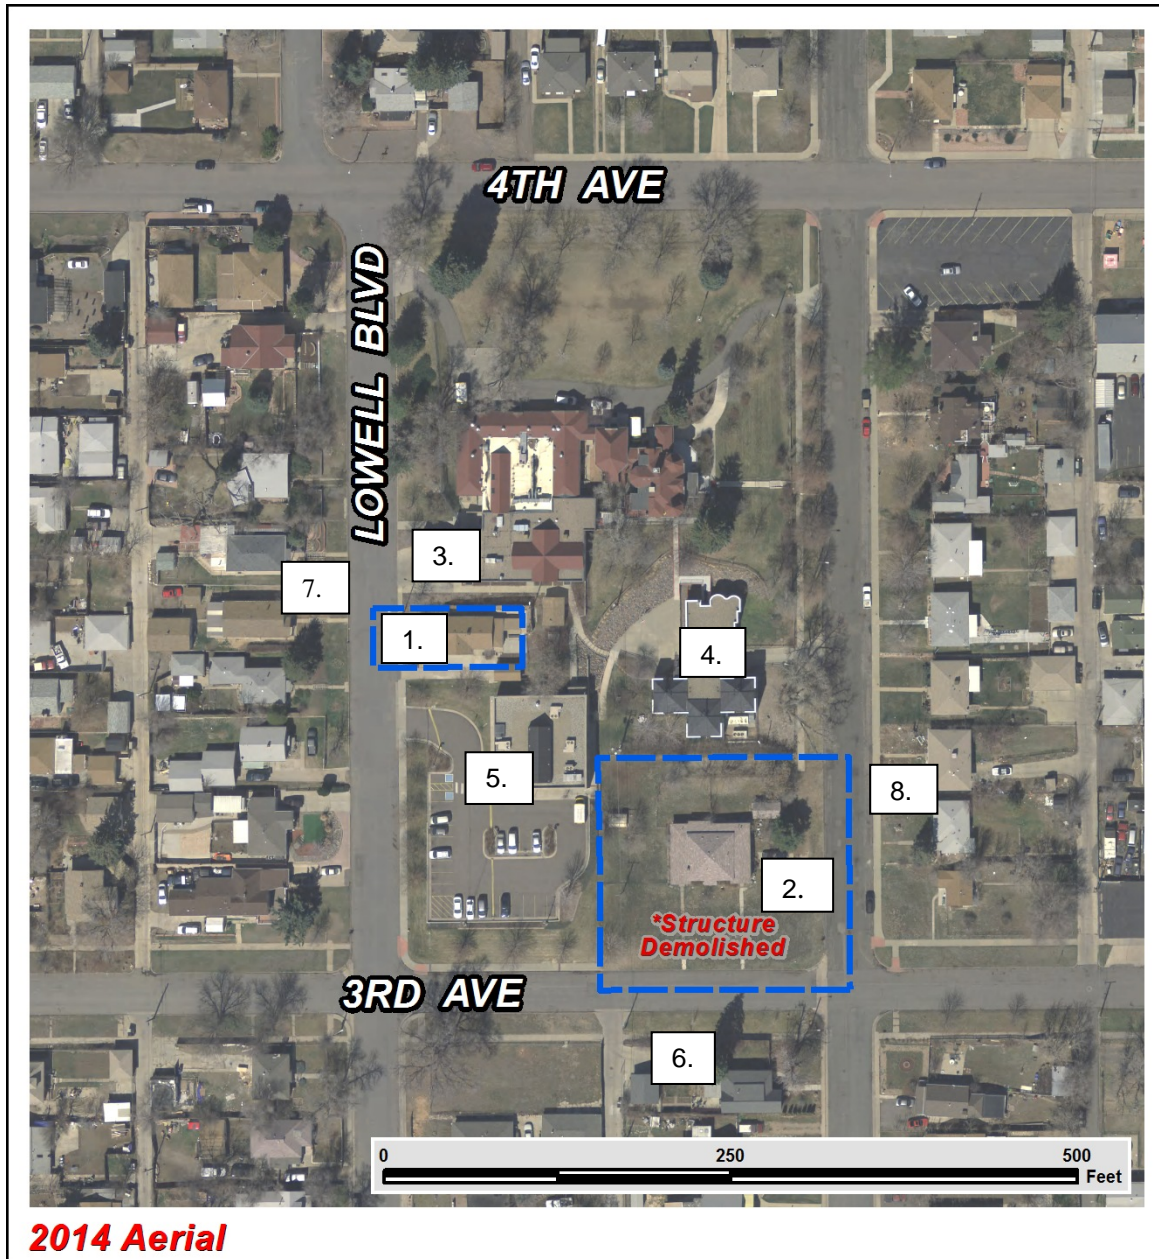 4TH AVE
LOWELL BLVD
3.
7.
1.
4.
5.
8.
2.
*Structure
Demolished
3RD AVE
6.
0 250 500
Feet
2014 Aerial